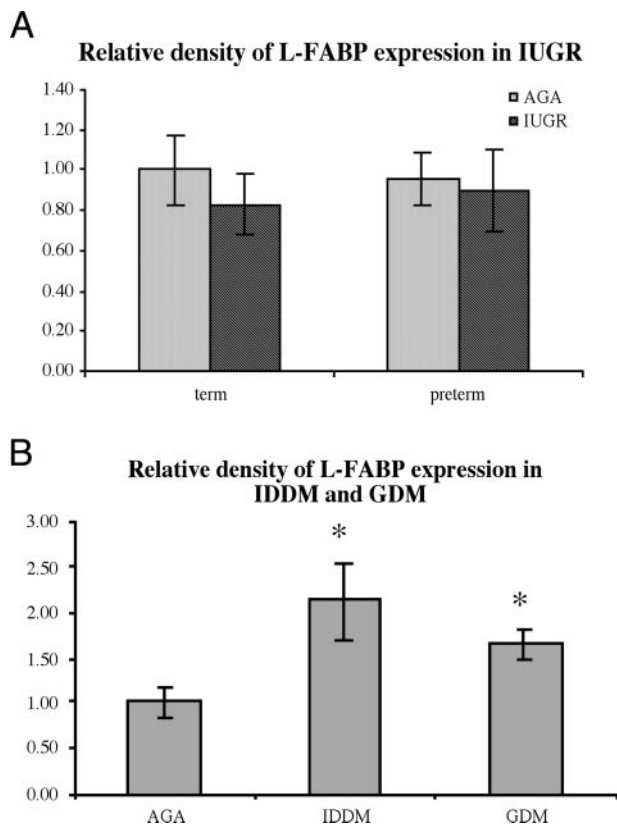 A
Relative density of L-FABP expression in IUGR
1.40
1.20
1.00
0.80
0.60
0.40
0.20
0.00
AGA
IUGR
term preterm
B
Relative density of L-FABP expression in
IDDM and GDM
3.00
2.50
2.00
1.50
1.00
0.50
0.00
*
*
AGA IDDM GDM